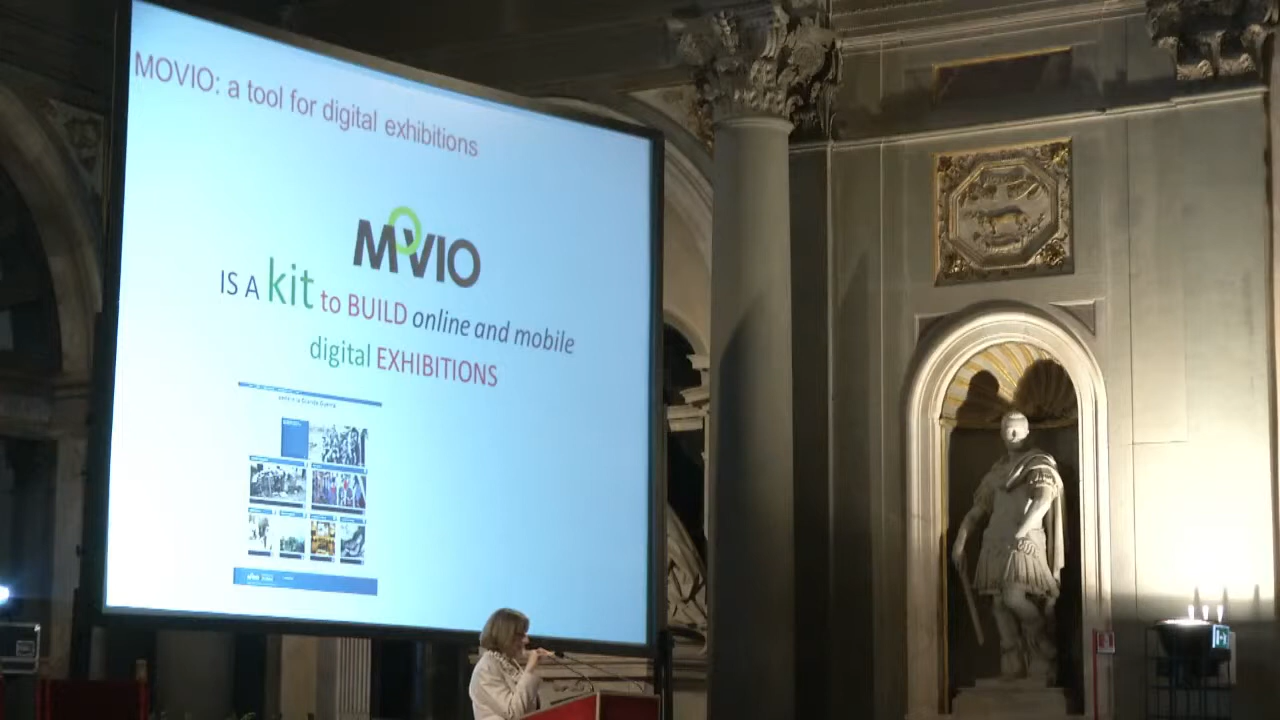 MOVIO: a tool for digital exhibitions
MOVIO
IS A kit to BUILD online and mobile
digital EXHIBITIONS